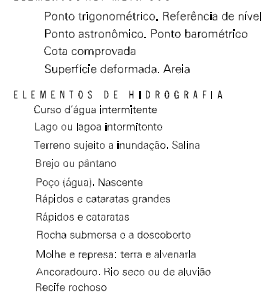 Ponto trigonométrico. Referência de nível
Ponto astronômico. Ponto barométrico
Cota comprovada
Superfície deformada. Areia
ELEMENTOS DE HIDROGRAFIA
Curso d'água intermitente
Lago ou lagoa intermitente
Terreno sujeito a inundação. Salina
Brejo ou pântano
Poço (água). Nascente
Rápidos e cataratas grandes
Rápidos e cataratas
Rocha submersa e a descoberto
Molhe e represa: terra e alvenaria
Ancoradouro. Rio seco ou de aluvião
Recife rochoso